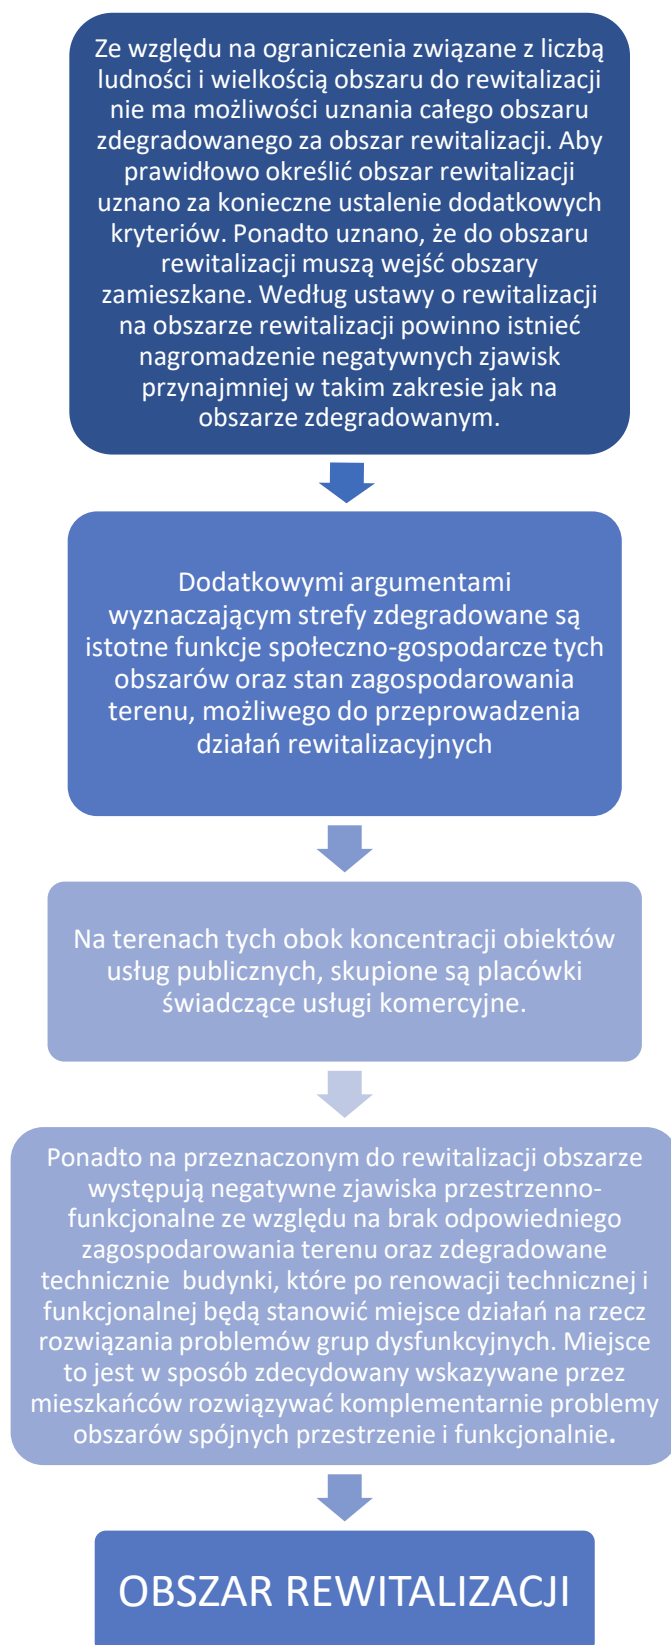 Ze względu na ograniczenia związane z liczbą
ludności i wielkością obszaru do rewitalizacji
nie ma możliwości uznania całego obszaru
zdegradowanego za obszar rewitalizacji. Aby
prawidłowo określić obszar rewitalizacji
uznano za konieczne ustalenie dodatkowych
kryteriów. Ponadto uznano, że do obszaru
rewitalizacji muszą wejść obszary
zamieszkane. Według ustawy o rewitalizacji
na obszarze rewitalizacji powinno istnieć
nagromadzenie negatywnych zjawisk
przynajmniej w takim zakresie jak na
obszarze zdegradowanym.
Dodatkowymi argumentami
wyznaczającym strefy zdegradowane są
istotne funkcje społeczno-gospodarcze tych
obszarów oraz stan zagospodarowania
terenu, możliwego do przeprowadzenia
działań rewitalizacyjnych
Na terenach tych obok koncentracji obiektów
usług publicznych, skupione są placówki
świadczące usługi komercyjne.
Ponadto na przeznaczonym do rewitalizacji obszarze
występują negatywne zjawiska przestrzenno-
funkcjonalne ze względu na brak odpowiedniego
zagospodarowania terenu oraz zdegradowane
technicznie  budynki, które po renowacji technicznej i
funkcjonalnej będą stanowić miejsce działań na rzecz
rozwiązania problemów grup dysfunkcyjnych. Miejsce
to jest w sposób zdecydowany wskazywane przez
mieszkańców rozwiązywać komplementarnie problemy
obszarów spójnych przestrzenie i funkcjonalnie.
OBSZAR REWITALIZACJI